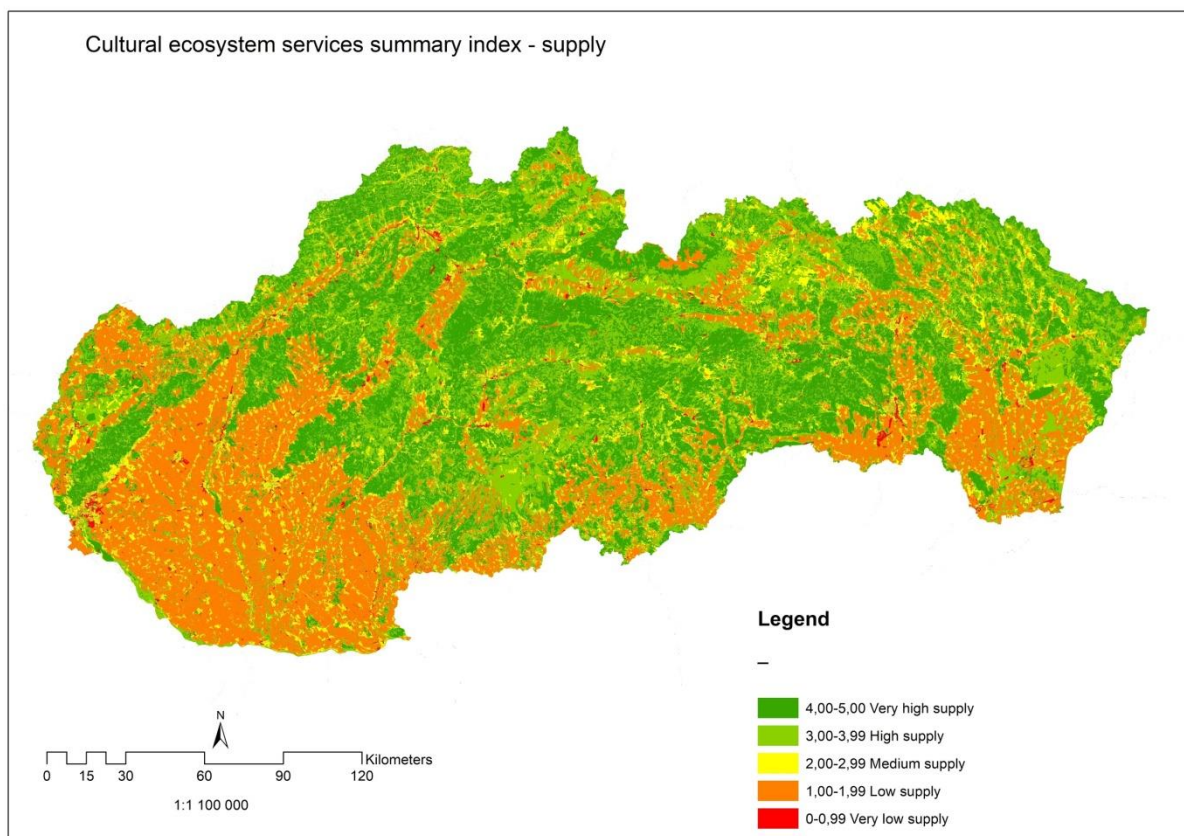 Cultural ecosystem services summary index - supply
Legend
–
4,00-5,00 Very high supply
3,00-3,99 High supply
2,00-2,99 Medium supply
1,00-1,99 Low supply
0-0,99 Very low supply
N
Kilometers
0 15 30 60 90 120
1:1 100 000